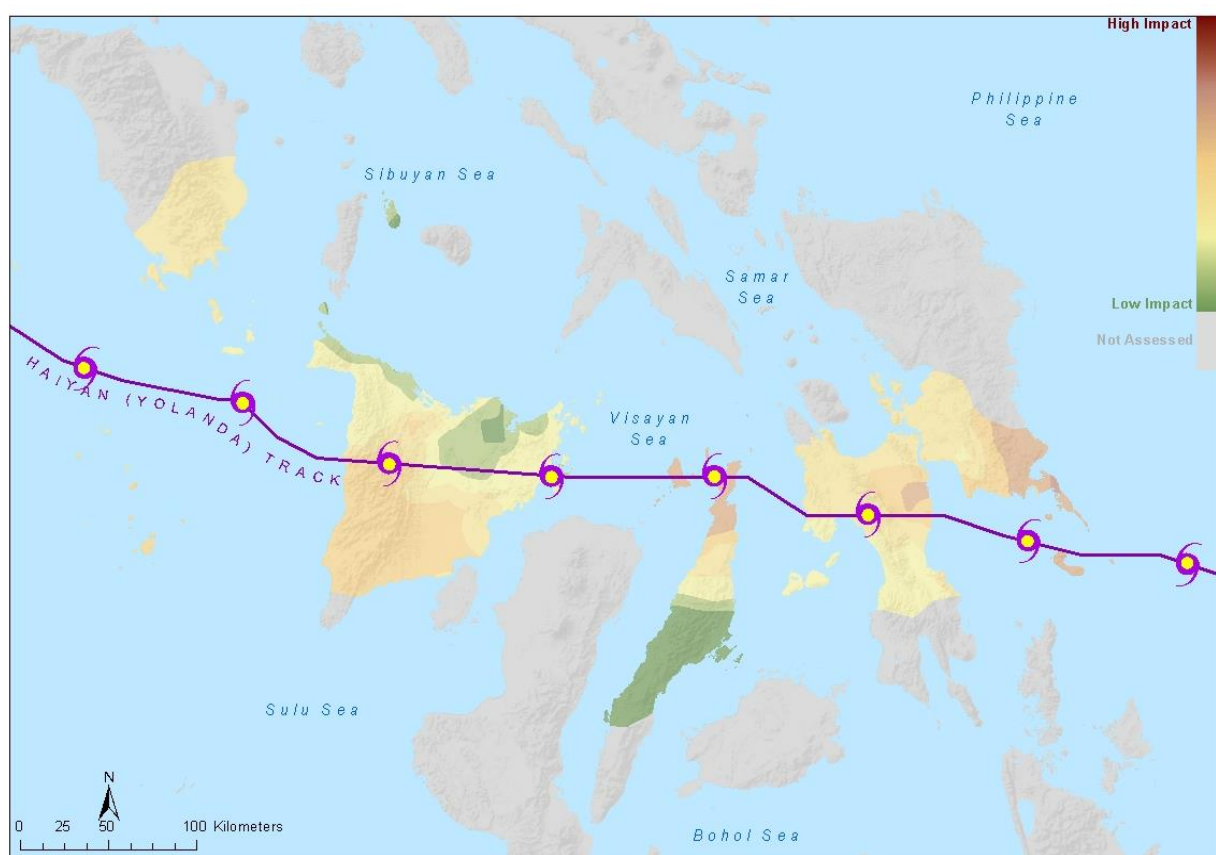 High Impact
Philippine
Sea
Sibuyan Sea
Samar
Sea
Low Impact
Not Assessed
HAIYAN (YOLANDA) TRACK
Visayan
Sea
Sulu Sea
N
0 25 50 100 Kilometers
Bohol Sea